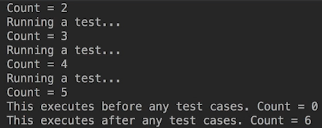 Count = 2
Running a test...
Count = 3
Running a test...
Count = 4
Running a test...
Count = 5
This executes before any test cases. Count = 0
This executes after any test cases. Count = 6